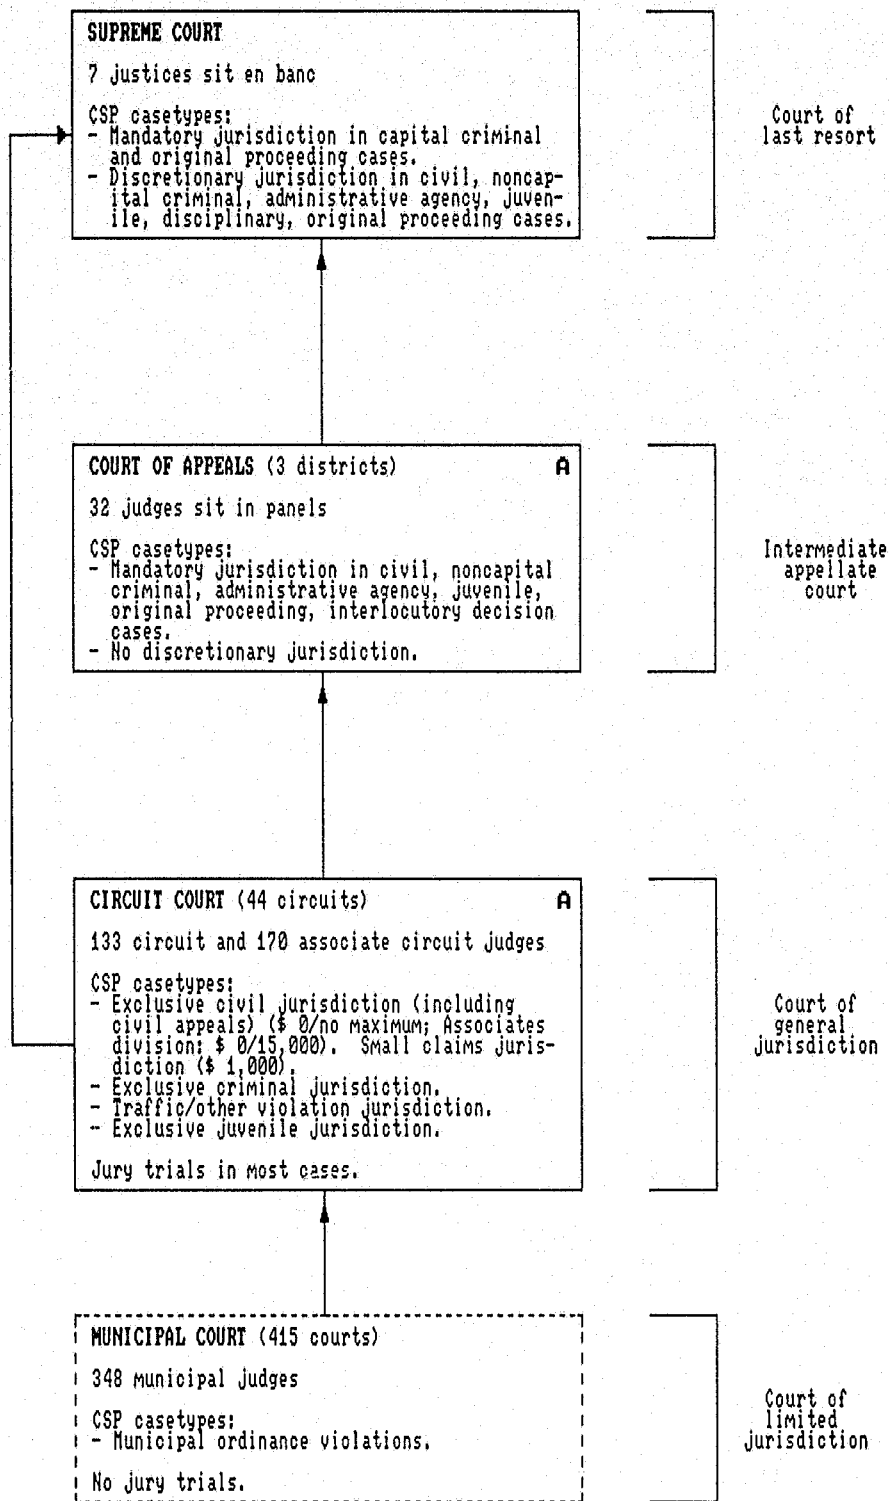 SUPREME COURT
7 justices sit en banc
CSP casetypes:
- Mandatory jurisdiction in capital criminal
and original proceeding cases.
- Discretionary jurisdiction in civil, noncap-
ital criminal, administrative agency, juven-
ile, disciplinary, original proceeding cases.
Court of
last resort
COURT OF APPEALS (3 districts) A
32 judges sit in panels
CSP casetypes:
- Mandatory jurisdiction in civil, noncapital
criminal, administrative agency, juvenile,
original proceeding, interlocutory decision
cases.
- No discretionary jurisdiction.
Intermediate
appellate
court
CIRCUIT COURT (44 circuits) A
133 circuit and 170 associate circuit judges
CSP casetypes:
- Exclusive civil jurisdiction (including
civil appeals) ($ 0/no maximum; Associates
division: $ 0/15,000). Small claims juris-
diction ($ 1,000).
- Exclusive criminal jurisdiction.
- Traffic/other violation jurisdiction.
- Exclusive juvenile jurisdiction.
Jury trials in most cases.
Court of
general
jurisdiction
MUNICIPAL COURT (415 courts)
348 municipal judges
CSP casetypes:
- Municipal ordinance violations.
No jury trials.
Court of
limited
jurisdiction